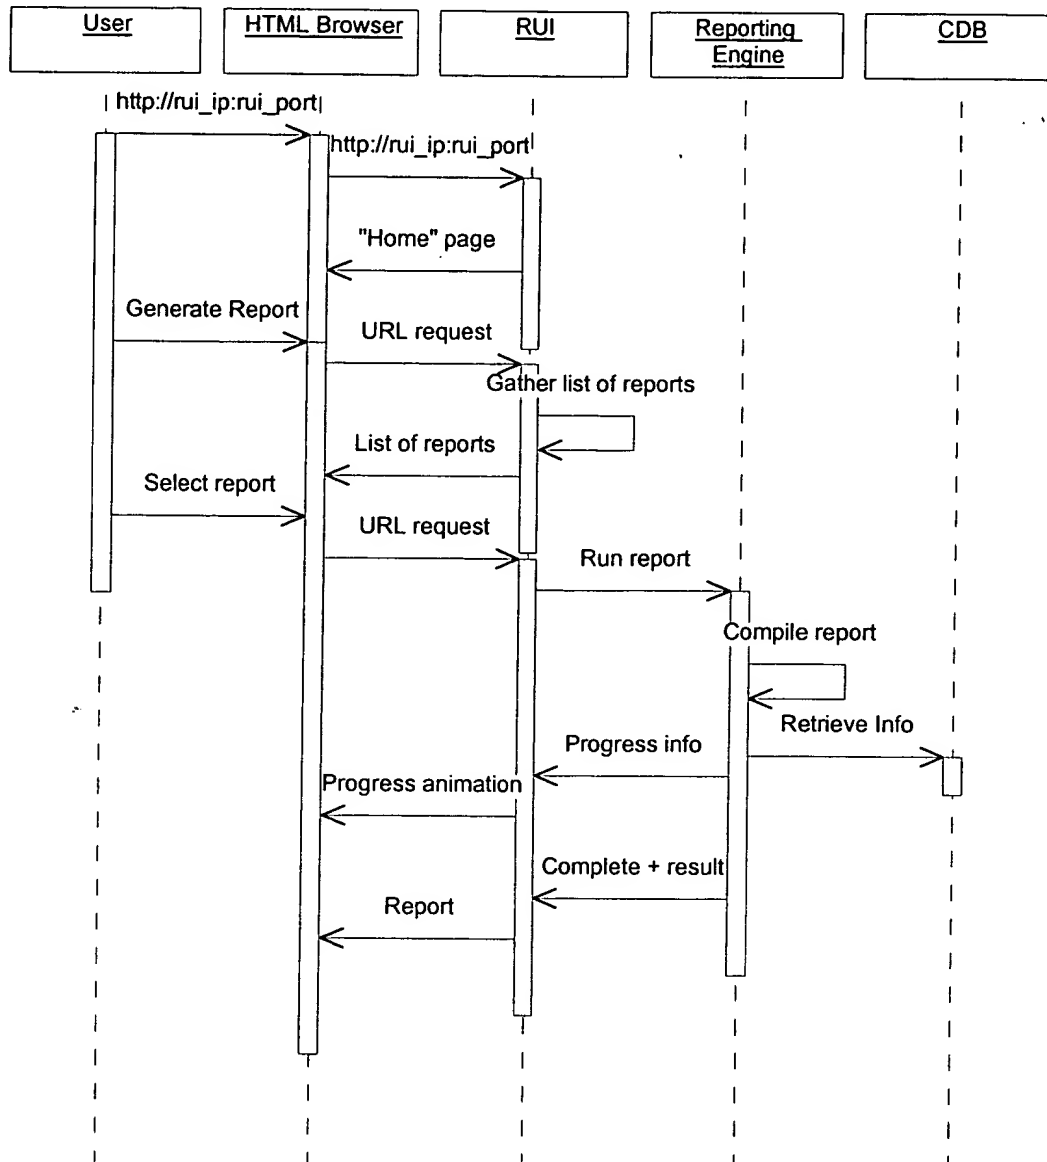 User
HTML Browser
RUI
Reporting
Engine
CDB
http://rui_ip:rui_port
http://rui_ip:rui_port
"Home" page
Generate Report
URL request
Gather list of reports
List of reports
Select report
URL request
Run report
Compile report
Retrieve Info
Progress info
Progress animation
Complete + result
Report